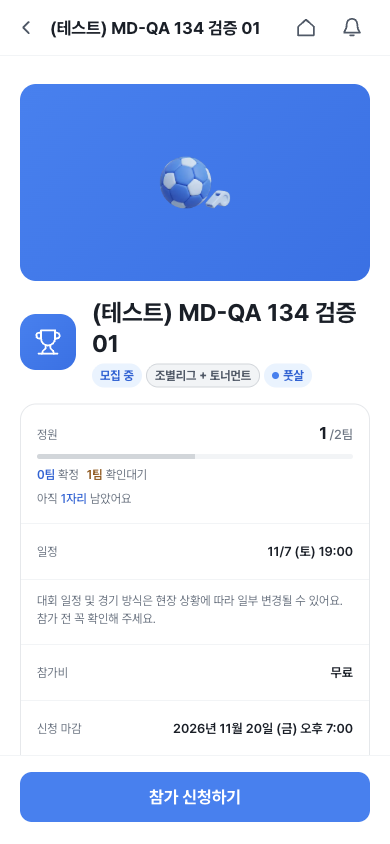 (테스트) MD-QA 134 검증 01
(테스트) MD-QA 134 검증
01
모집 중
조별리그 + 토너먼트
풋살
정원
1/2팀
0팀 확정 1팀 확인대기
아직 1자리 남았어요
일정
11/7 (토) 19:00
대회 일정 및 경기 방식은 현장 상황에 따라 일부 변경될 수 있어요.
참가 전 꼭 확인해 주세요.
참가비
무료
신청 마감
2026년 11월 20일 (금) 오후 7:00
참가 신청하기